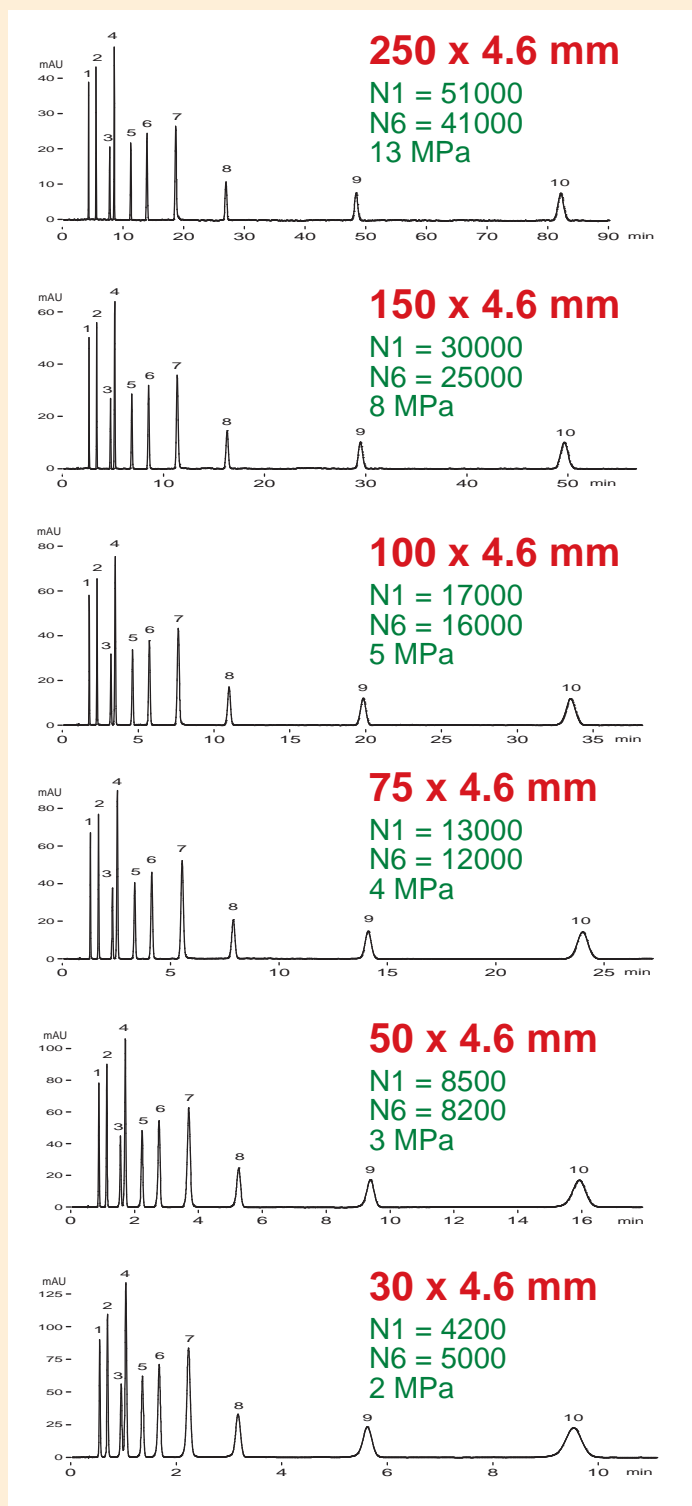 250 x 4.6 mm
N1 = 51000
N6 = 41000
13 MPa
mAU
40
30
20
10
0
1 2 3 4 5 6 7 8 9 10
0 10 20 30 40 50 60 70 80 90 min
150 x 4.6 mm
N1 = 30000
N6 = 25000
8 MPa
mAU
60
40
20
0
1 2 3 4 5 6 7 8 9 10
0 10 20 30 40 50 min
100 x 4.6 mm
N1 = 17000
N6 = 16000
5 MPa
mAU
80
60
40
20
0
1 2 3 4 5 6 7 8 9 10
0 5 10 15 20 25 30 35 min
75 x 4.6 mm
N1 = 13000
N6 = 12000
4 MPa
mAU
80
60
40
20
0
1 2 3 4 5 6 7 8 9 10
0 5 10 15 20 25 min
50 x 4.6 mm
N1 = 8500
N6 = 8200
3 MPa
mAU
100
80
60
40
20
0
1 2 3 4 5 6 7 8 9 10
0 2 4 6 8 10 12 14 16 min
30 x 4.6 mm
N1 = 4200
N6 = 5000
2 MPa
mAU
125
100
75
50
25
0
1 2 3 4 5 6 7 8 9 10
0 2 4 6 8 10 min